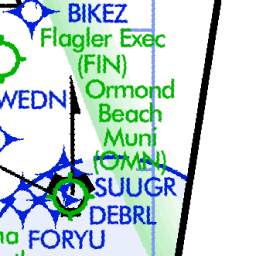 BIKEZ
Flagler Exec
(FIN)
WEDN
Ormond
Beach
Muni
(OMN)
SUUGR
DEBRL
FORYU